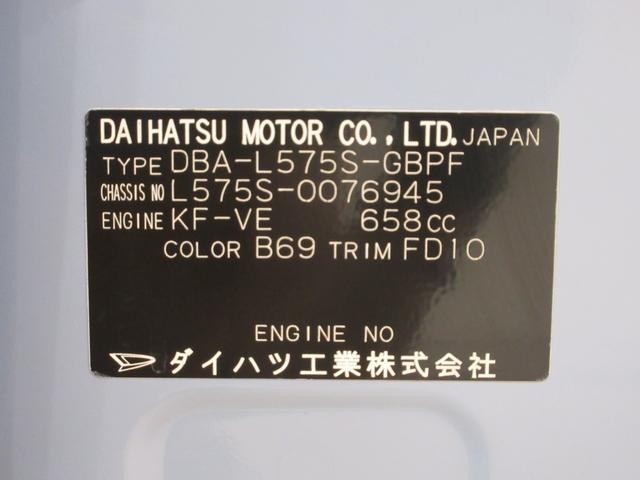 DAIHATSU MOTOR CO., LTD. JAPAN
TYPE DBA-L575S-GBPF
CHASSIS NO L575S-0076945
ENGINE KF-VE 658CC
COLOR B69 TRIM FD10
ENGINE NO
ダイハツ工業株式会社